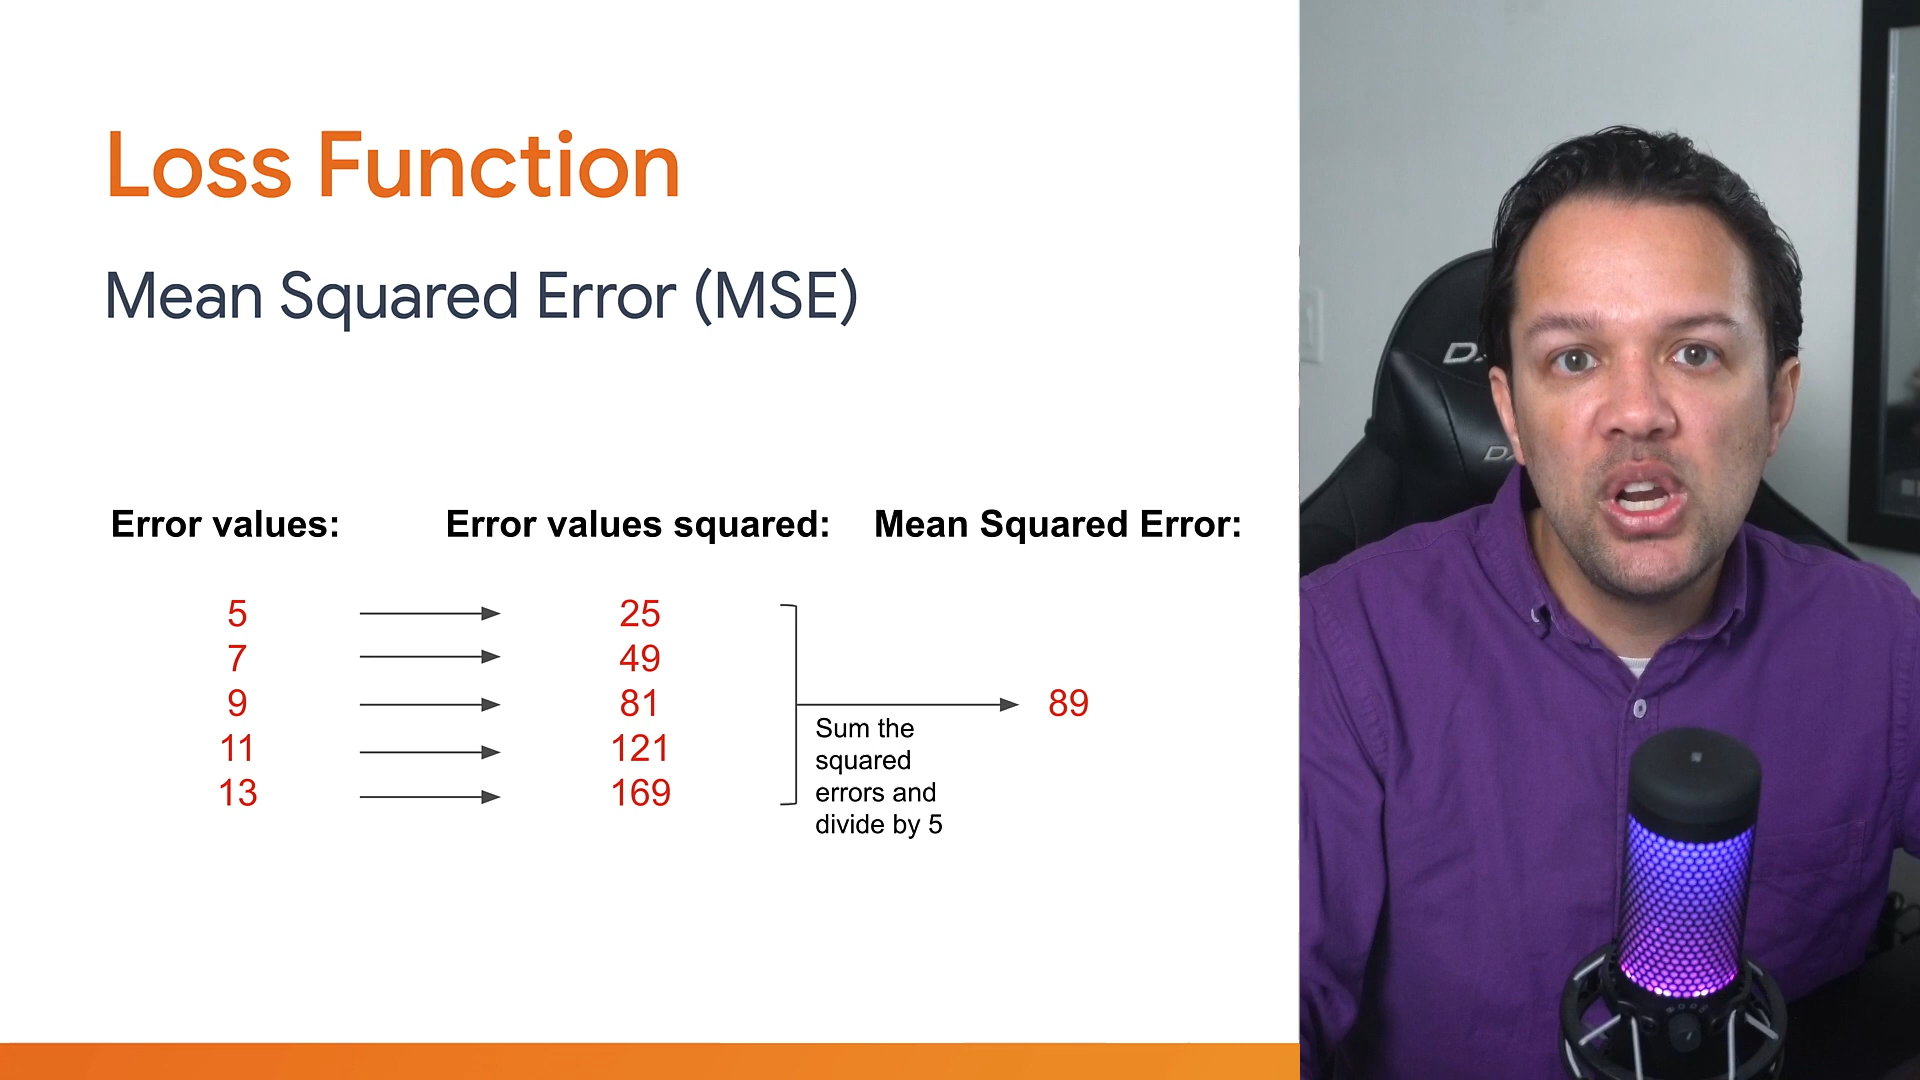 Loss Function
Mean Squared Error (MSE)
Error values:
Error values squared:
Mean Squared Error:
5
25
7
49
9
81
89
11
121
13
169
Sum the
squared
errors and
divide by 5